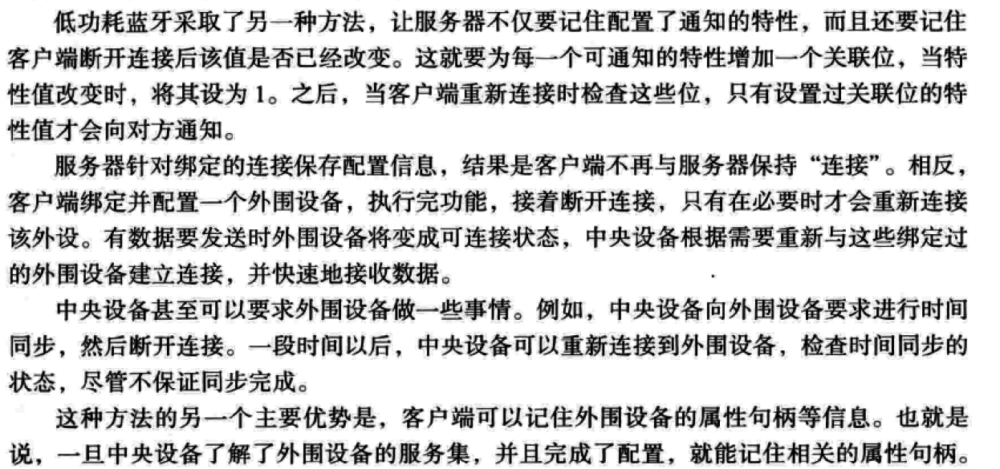 低功耗蓝牙采取了另一种方法，让服务器不仅要记住配置了通知的特性，而且还要记住
客户端断开连接后该值是否已经改变。这就要为每一个可通知的特性增加一个关联位，当特
性值改变时，将其设为 1。之后，当客户端重新连接时检查这些位，只有设置过关联位的特
性值才会向对方通知。
服务器针对绑定的连接保存配置信息，结果是客户端不再与服务器保持“连接”。相反，
客户端绑定并配置一个外围设备，执行完功能，接着断开连接，只有在必要时才会重新连接
该外设。有数据要发送时外围设备将变成可连接状态，中央设备根据需要重新与这些绑定过
的外围设备建立连接，并快速地接收数据。
中央设备甚至可以要求外围设备做一些事情。例如，中央设备向外围设备要求进行时间
同步，然后断开连接。一段时间以后，中央设备可以重新连接到外围设备，检查时间同步的
状态，尽管不保证同步完成。
这种方法的另一个主要优势是，客户端可以记住外围设备的属性句柄等信息。也就是
说，一旦中央设备了解了外围设备的服务集，并且完成了配置，就能记住相关的属性句柄。